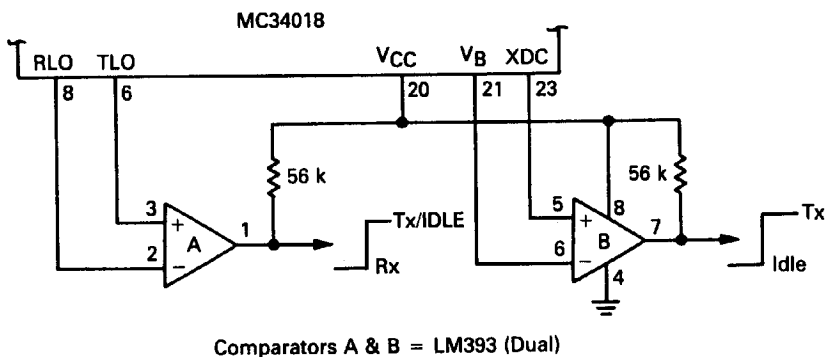 MC34018
RLO TLO VCC VB XDC
8 6 20 21 23
56 k 56 k
3 + 1 Tx/IDLE 5 + 8 7 Tx
A B
2 − Rx 6 − 4 Idle
Comparators A & B = LM393 (Dual)